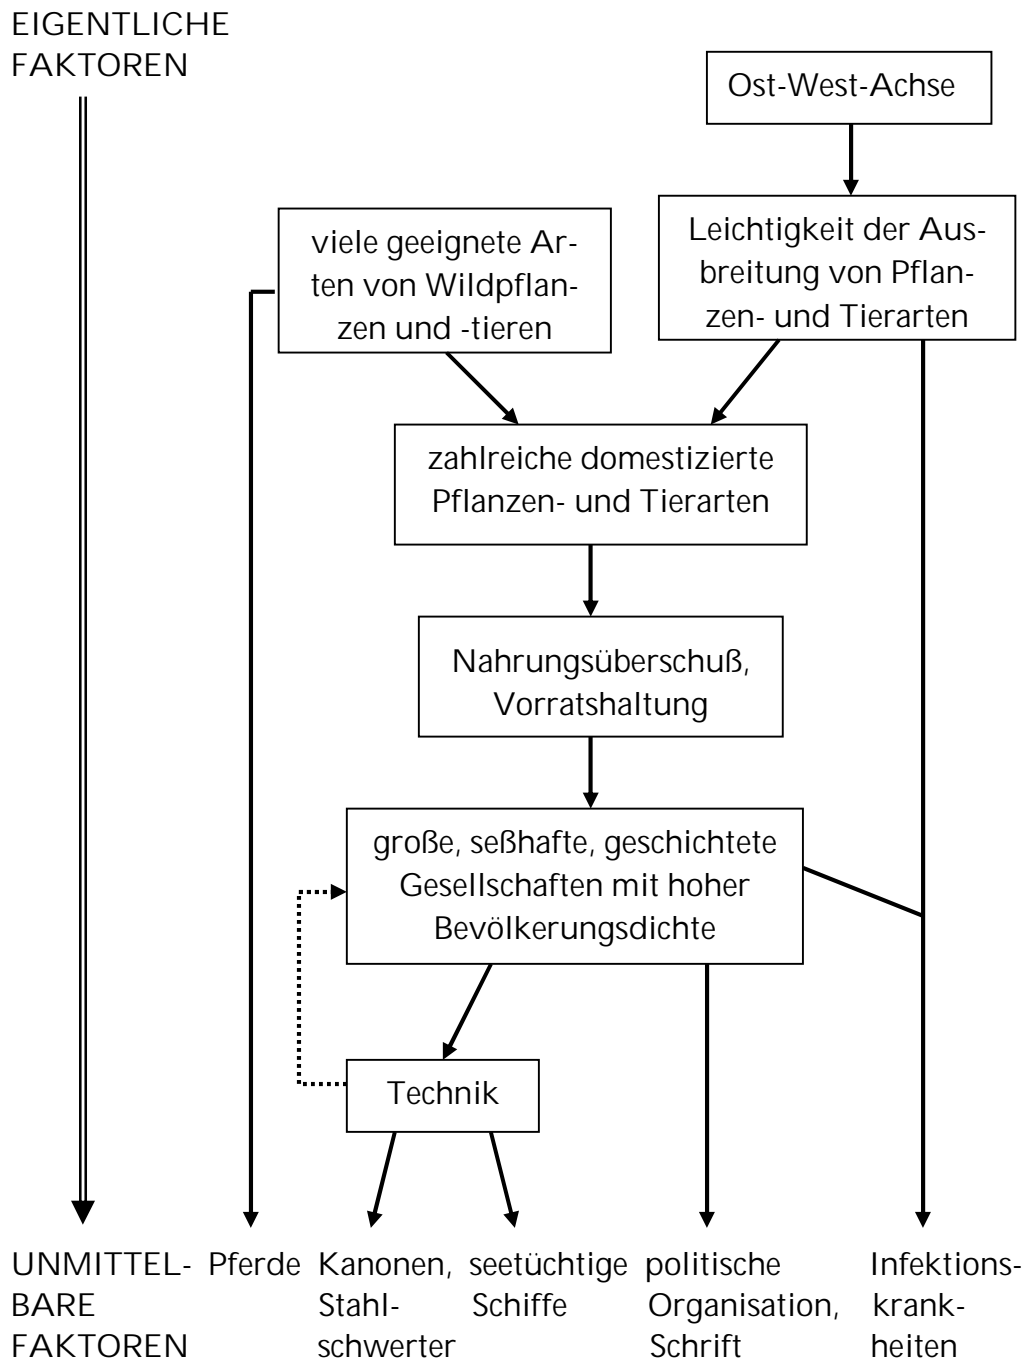 EIGENTLICHE
FAKTOREN
Ost-West-Achse
viele geeignete Ar-
ten von Wildpflan-
zen und -tieren
Leichtigkeit der Aus-
breitung von Pflan-
zen- und Tierarten
zahlreiche domestizierte
Pflanzen- und Tierarten
Nahrungsüberschuß,
Vorratshaltung
große, seßhafte, geschichtete
Gesellschaften mit hoher
Bevölkerungsdichte
Technik
UNMITTEL-
BARE
FAKTOREN
Pferde
Kanonen,
Stahl-
schwerter
seetüchtige
Schiffe
politische
Organisation,
Schrift
Infektions-
krank-
heiten